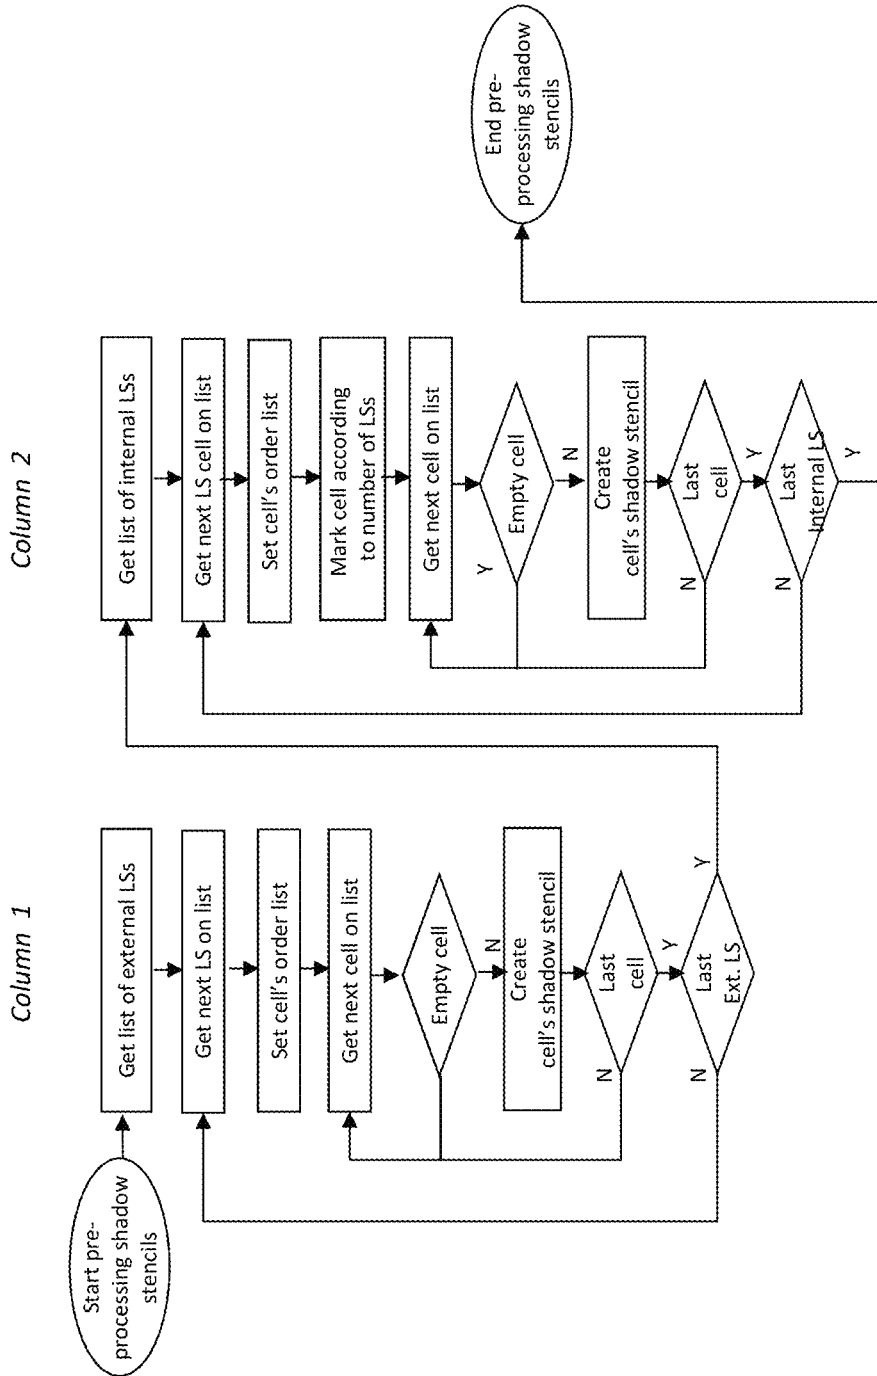 Column 1
Start pre-
processing shadow
stencils
Get list of external LSs
Get next LS on list
Set cell's order list
Get next cell on list
Empty cell
N
Create
cell's shadow stencil
Last
cell
N
Y
Last
Ext. LS
N
Y
Column 2
Get list of internal LSs
Get next LS cell on list
Set cell's order list
Mark cell according
to number of LSs
Get next cell on list
Empty cell
Y
N
Create
cell's shadow stencil
Last
cell
N
Y
Last
Internal LS
N
Y
End pre-
processing shadow
stencils